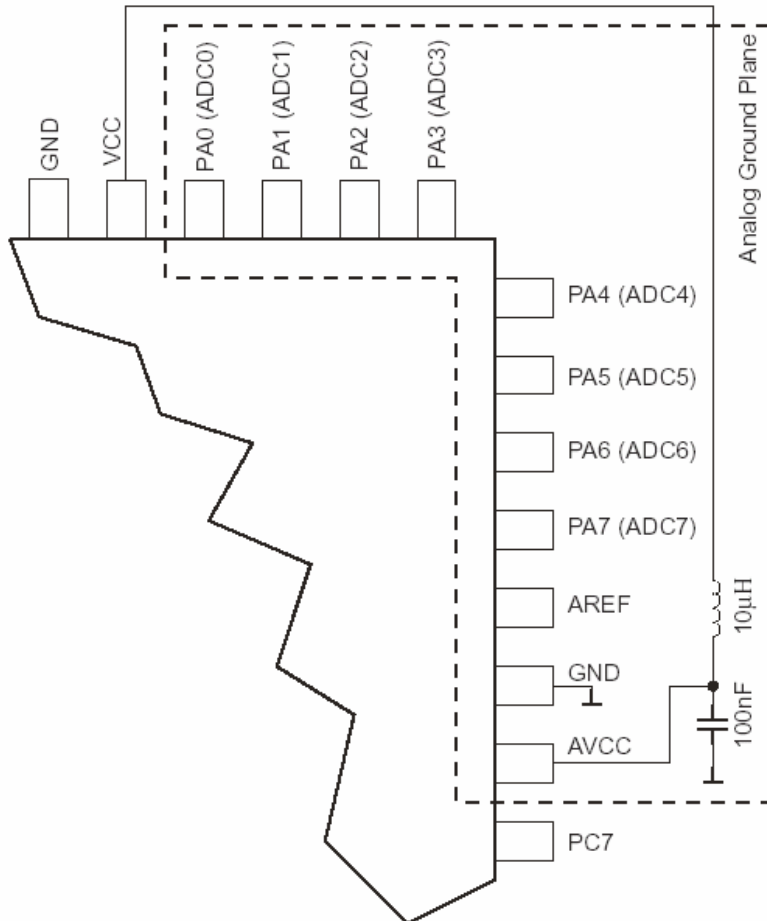 GND
VCC
PA0 (ADC0)
PA1 (ADC1)
PA2 (ADC2)
PA3 (ADC3)
Analog Ground Plane
PA4 (ADC4)
PA5 (ADC5)
PA6 (ADC6)
PA7 (ADC7)
AREF
10μH
GND
AVCC
100nF
PC7